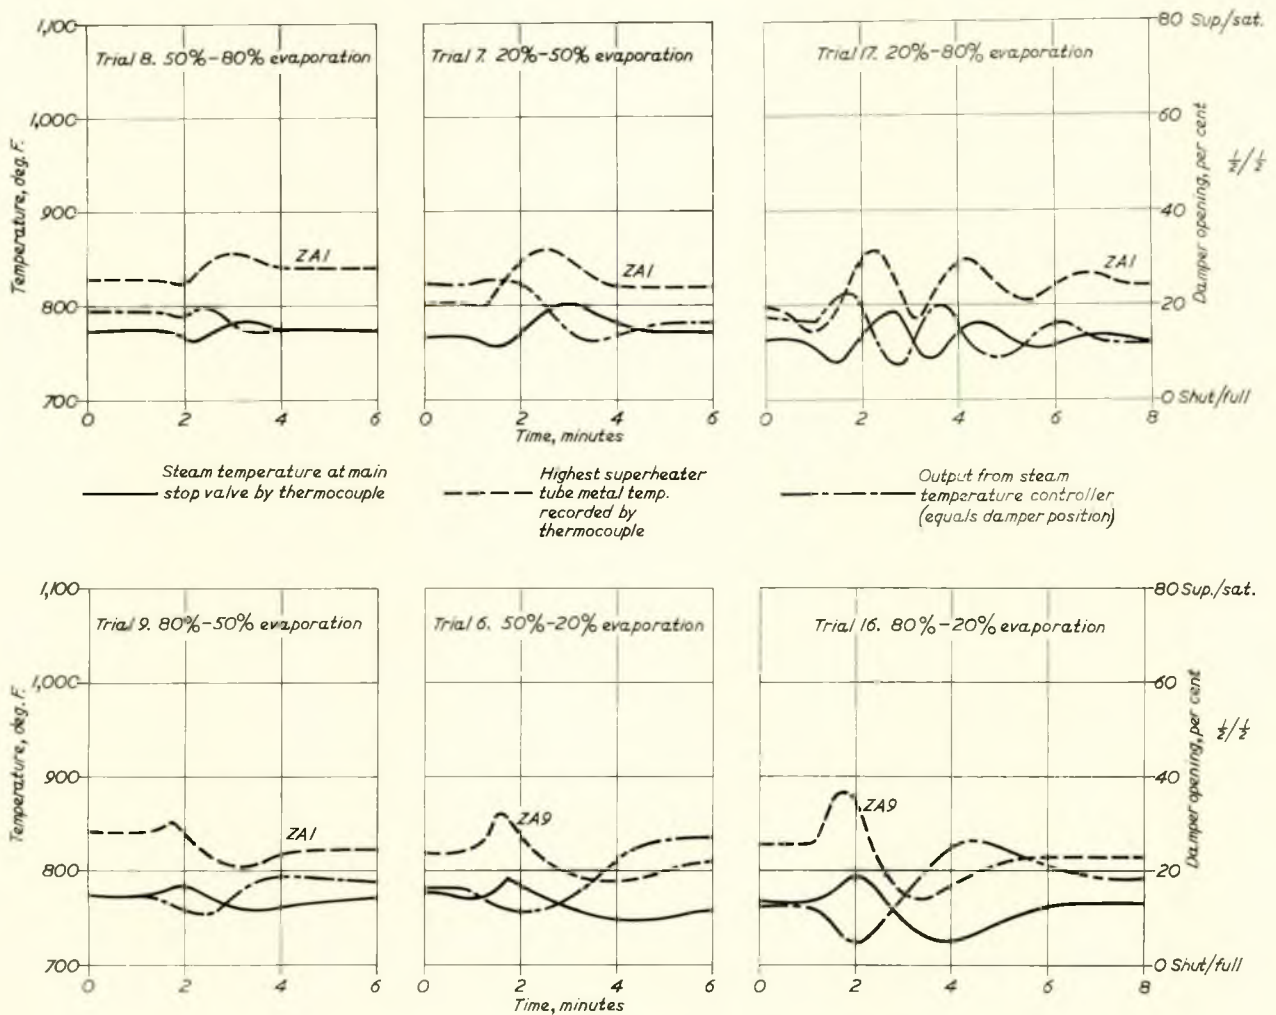 1,100
1,000
900
800
700
Temperature, deg. F.
Trial 8. 50%-80% evaporation
ZA1
0 2 4 6
Trial 7. 20%-50% evaporation
ZA1
0 2 4 6
Time, minutes
Trial 17. 20%-80% evaporation
ZA1
0 2 4 6 8
80 Sup./sat.
60
40
20
0 Shut/full
Damper opening, per cent
½/½
Steam temperature at main
stop valve by thermocouple
Highest superheater
tube metal temp.
recorded by
thermocouple
Output from steam
temperature controller
(equals damper position)
1,100
1,000
900
800
700
Temperature, deg. F.
Trial 9. 80%-50% evaporation
ZA1
0 2 4 6
Trial 6. 50%-20% evaporation
ZA9
0 2 4 6
Time, minutes
Trial 16. 80%-20% evaporation
ZA9
0 2 4 6 8
80 Sup./sat.
60
40
20
0 Shut/full
Damper opening, per cent
½/½